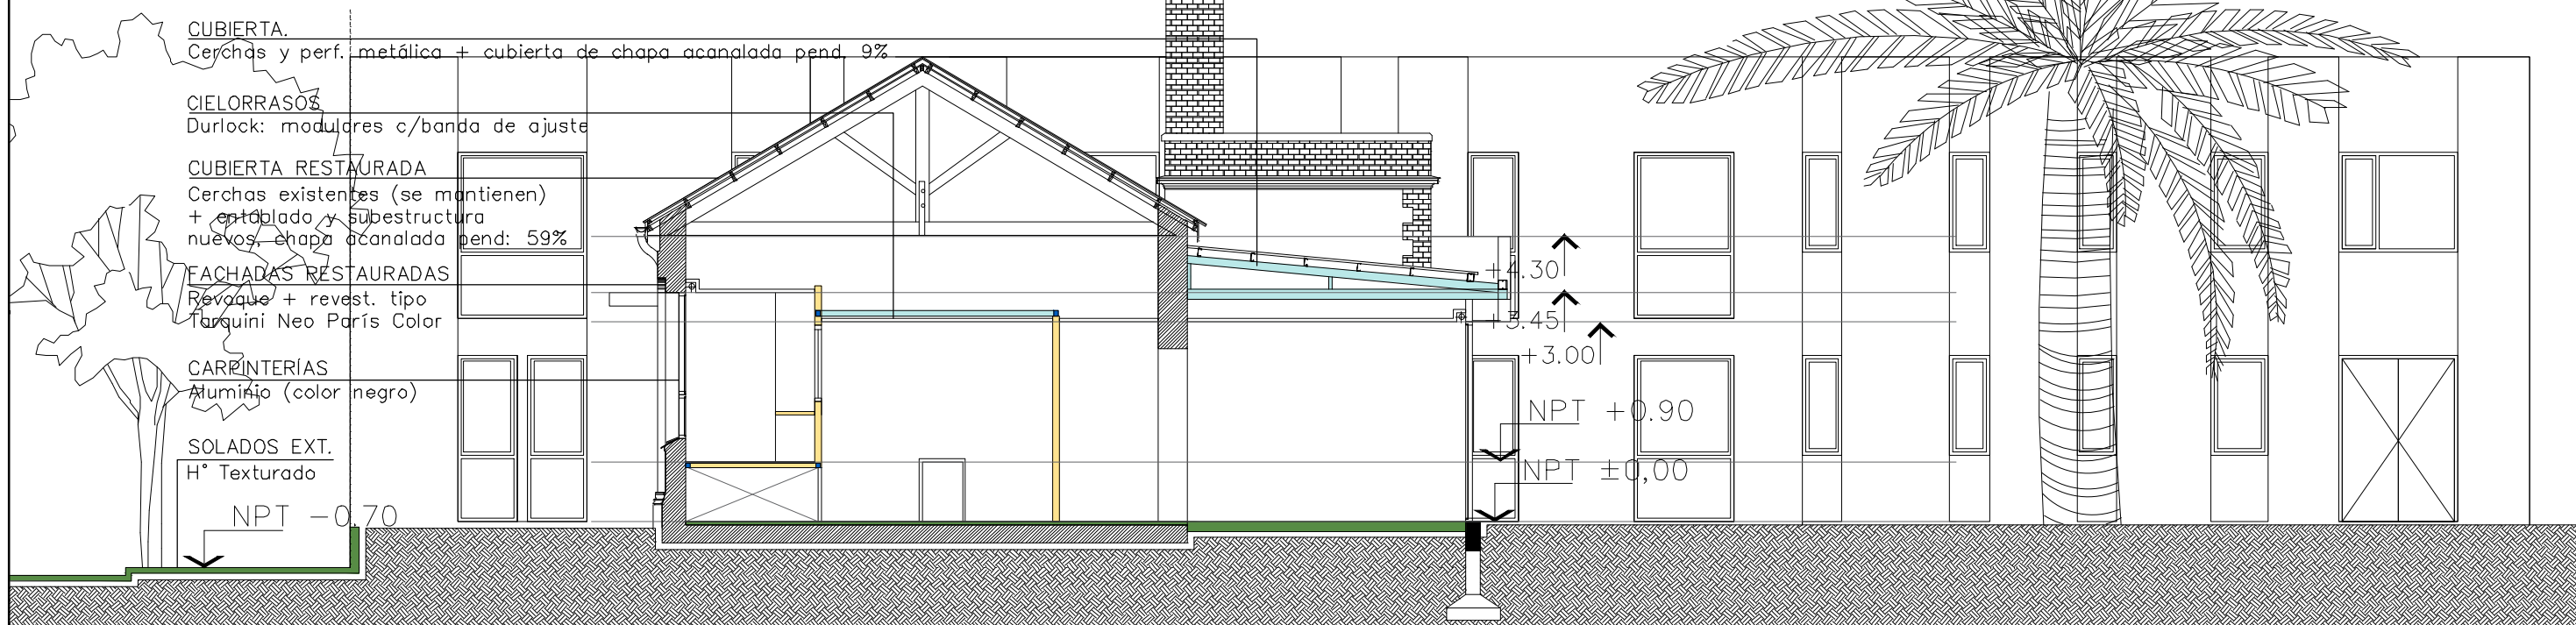 CUBIERTA.
Cerchas y perf. metálica + cubierta de chapa acanalada pend. 9%
CIELORRASOS
Durlock: modulares c/banda de ajuste
CUBIERTA RESTAURADA
Cerchas existentes (se mantienen)
+ entablado y subestructura
nuevos, chapa acanalada pend: 59%
FACHADAS RESTAURADAS
Revoque + revest. tipo
Tarquini Neo París Color
CARPINTERÍAS
Aluminio (color negro)
SOLADOS EXT.
H° Texturado
NPT -0.70
+4.30
+3.45
+3.00
NPT +0.90
NPT ±0,00